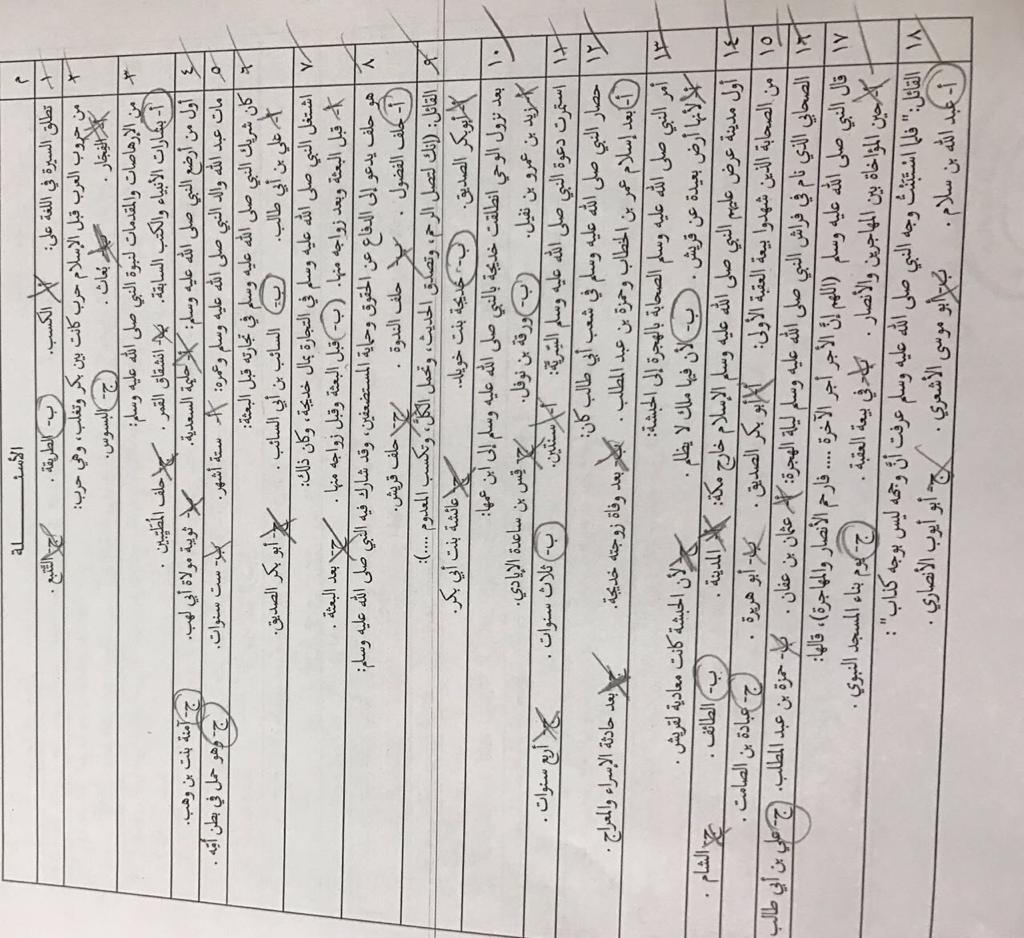 م الأسئـــــلة
١- تطلق السيرة في اللغة على: أ- الكسب. ب- الطريقة. ج- التَّتبع.
٢- من حروب العرب قبل الإسلام حرب كانت بين بكر وتغلب، وهي حرب:
أ- الفِجَار. ب- بُعاث. ج- البسوس.
٣- من الإرهاصات والمقدمات لنبوة النبي صلى الله عليه وسلم:
أ- بشارات الأنبياء والكتب السابقة. ب- انشقاق القمر. ج- حلف المُطَيَّبين.
٤- أول من أرضع النبي صلى الله عليه وسلم: أ- حليمة السعدية. ب- ثويبة مولاة أبي لهب. ج- آمنة بنت بن وهب.
٥- مات عبد الله والد النبي صلى الله عليه وسلم وعمره: أ- ستة أشهر. ب- ست سنوات. ج- وهو حمل في بطن أمِّه.
٦- كان شريك النبي صلى الله عليه وسلم في تجارته قبل البعثة:
أ- علي بن أبي طالب. ب- السائب بن أبي السائب. ج- أبو بكر الصديق.
٧ اشتغل النبي صلى الله عليه وسلم في التجارة بمال خديجة، وكان ذلك:
أ- قبل البعثة وبعد زواجه منها. ب- قبل البعثة وقبل زواجه منها. ج- بعد البعثة.
٨ هو حلف يدعو إلى الدفاع عن الحقوق وحماية المستضعفين، وقد شارك فيه النبي صلى الله عليه وسلم:
أ- حلف الفضول. ب- حلف الندوة. ج- حلف قريش.
٩- القائل: (إنك لتصل الرحم، وتصدق الحديث، وتحمل الكَلَّ، وتكسب المعدوم ....):
أ- أبوبكر الصديق. ب- خديجة بنت خويلد. ج- عائشة بنت أبي بكر.
١٠ بعد نزول الوحي انطلقت خديجة بالنبي صلى الله عليه وسلم إلى ابن عمها:
أ- زيد بن عمرو بن نفيل. ب- ورقة بن نوفل. ج- قِس بن ساعدة الإيادي.
١١ استمرت دعوة النبي صلى الله عليه وسلم السِّرِيَّة: أ- سنتين. ب- ثلاث سنوات. ج- أربع سنوات.
١٢ حصار النبي صلى الله عليه وسلم في شعب أبي طالب كان:
أ- بعد إسلام عمر بن الخطاب وحمزة بن عبد المطلب. ب- بعد وفاة زوجته خديجة. ج- بعد حادثة الإسراء والمعراج.
١٣ أمر النبي صلى الله عليه وسلم الصحابة بالهجرة إلى الحبشة:
أ- لأنها أرض بعيدة عن قريش. ب- لأن فيها ملك لا يظلم. ج- لأن الحبشة كانت معادية لقريش.
١٤ أول مدينة عرض عليهم النبي صلى الله عليه وسلم الإسلام خارج مكة: أ- المدينة. ب- الطائف. ج- الشام.
١٥ من الصحابة الذين شهدوا بيعة العقبة الأولى: أ- أبو بكر الصديق. ب- أبو هريرة. ج- عبادة بن الصامت.
١٦ الصحابي الذي نام في فراش النبي صلى الله عليه وسلم ليلة الهجرة: أ- عثمان بن عفان. ب- حمزة بن عبد المطلب. ج- علي بن أبي طالب
١٧ قال النبي صلى الله عليه وسلم (اللهم إنَّ الأجر أجر الآخرة .... فارحم الأنصار والمهاجرة)، قالها:
أ- حين المؤاخاة بين المهاجرين والأنصار. ب- في بيعة العقبة. ج- يوم بناء المسجد النبوي.
١٨ القائل:" فلما اسْتَبَنْتُ وجه النبي صلى الله عليه وسلم عرفت أنَّ وجهه ليس بوجه كذاب":
أ- عبد الله بن سلام. ب- أبو موسى الأشعري. ج- أبو أيوب الأنصاري.